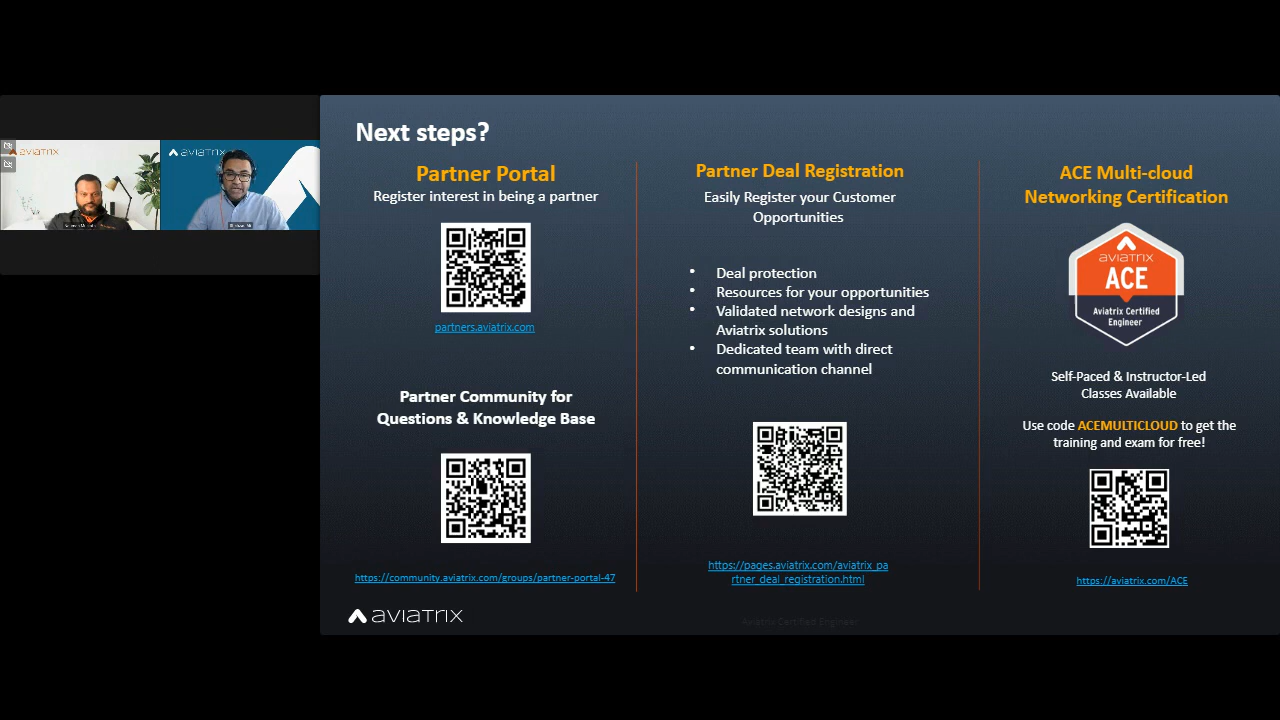 AVIATRIX
AVIATRIX
Next steps?
Partner Portal
Register interest in being a partner
partners.aviatrix.com
Partner Community for
Questions & Knowledge Base
https://community.aviatrix.com/groups/partner-portal-47
Partner Deal Registration
Easily Register your Customer
Opportunities
• Deal protection
• Resources for your opportunities
• Validated network designs and
Aviatrix solutions
• Dedicated team with direct
communication channel
https://pages.aviatrix.com/aviatrix_pa
rtner_deal_registration.html
ACE Multi-cloud
Networking Certification
AVIATRIX
ACE
Aviatrix Certified
Engineer
Self-Paced & Instructor-Led
Classes Available
Use code ACEMULTICLOUD to get the
training and exam for free!
https://aviatrix.com/ACE
AVIATRIX
Aviatrix Certified Engineer